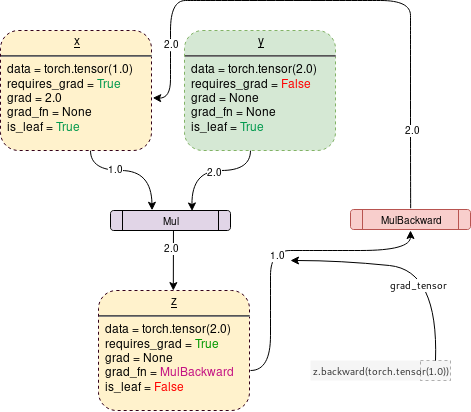 x
data = torch.tensor(1.0)
requires_grad = True
grad = 2.0
grad_fn = None
is_leaf = True
y
data = torch.tensor(2.0)
requires_grad = False
grad = None
grad_fn = None
is_leaf = True
2.0
2.0
1.0
2.0
Mul
MulBackward
2.0
1.0
grad_tensor
z
data = torch.tensor(2.0)
requires_grad = True
grad = None
grad_fn = MulBackward
is_leaf = False
z.backward(torch.tensor(1.0))